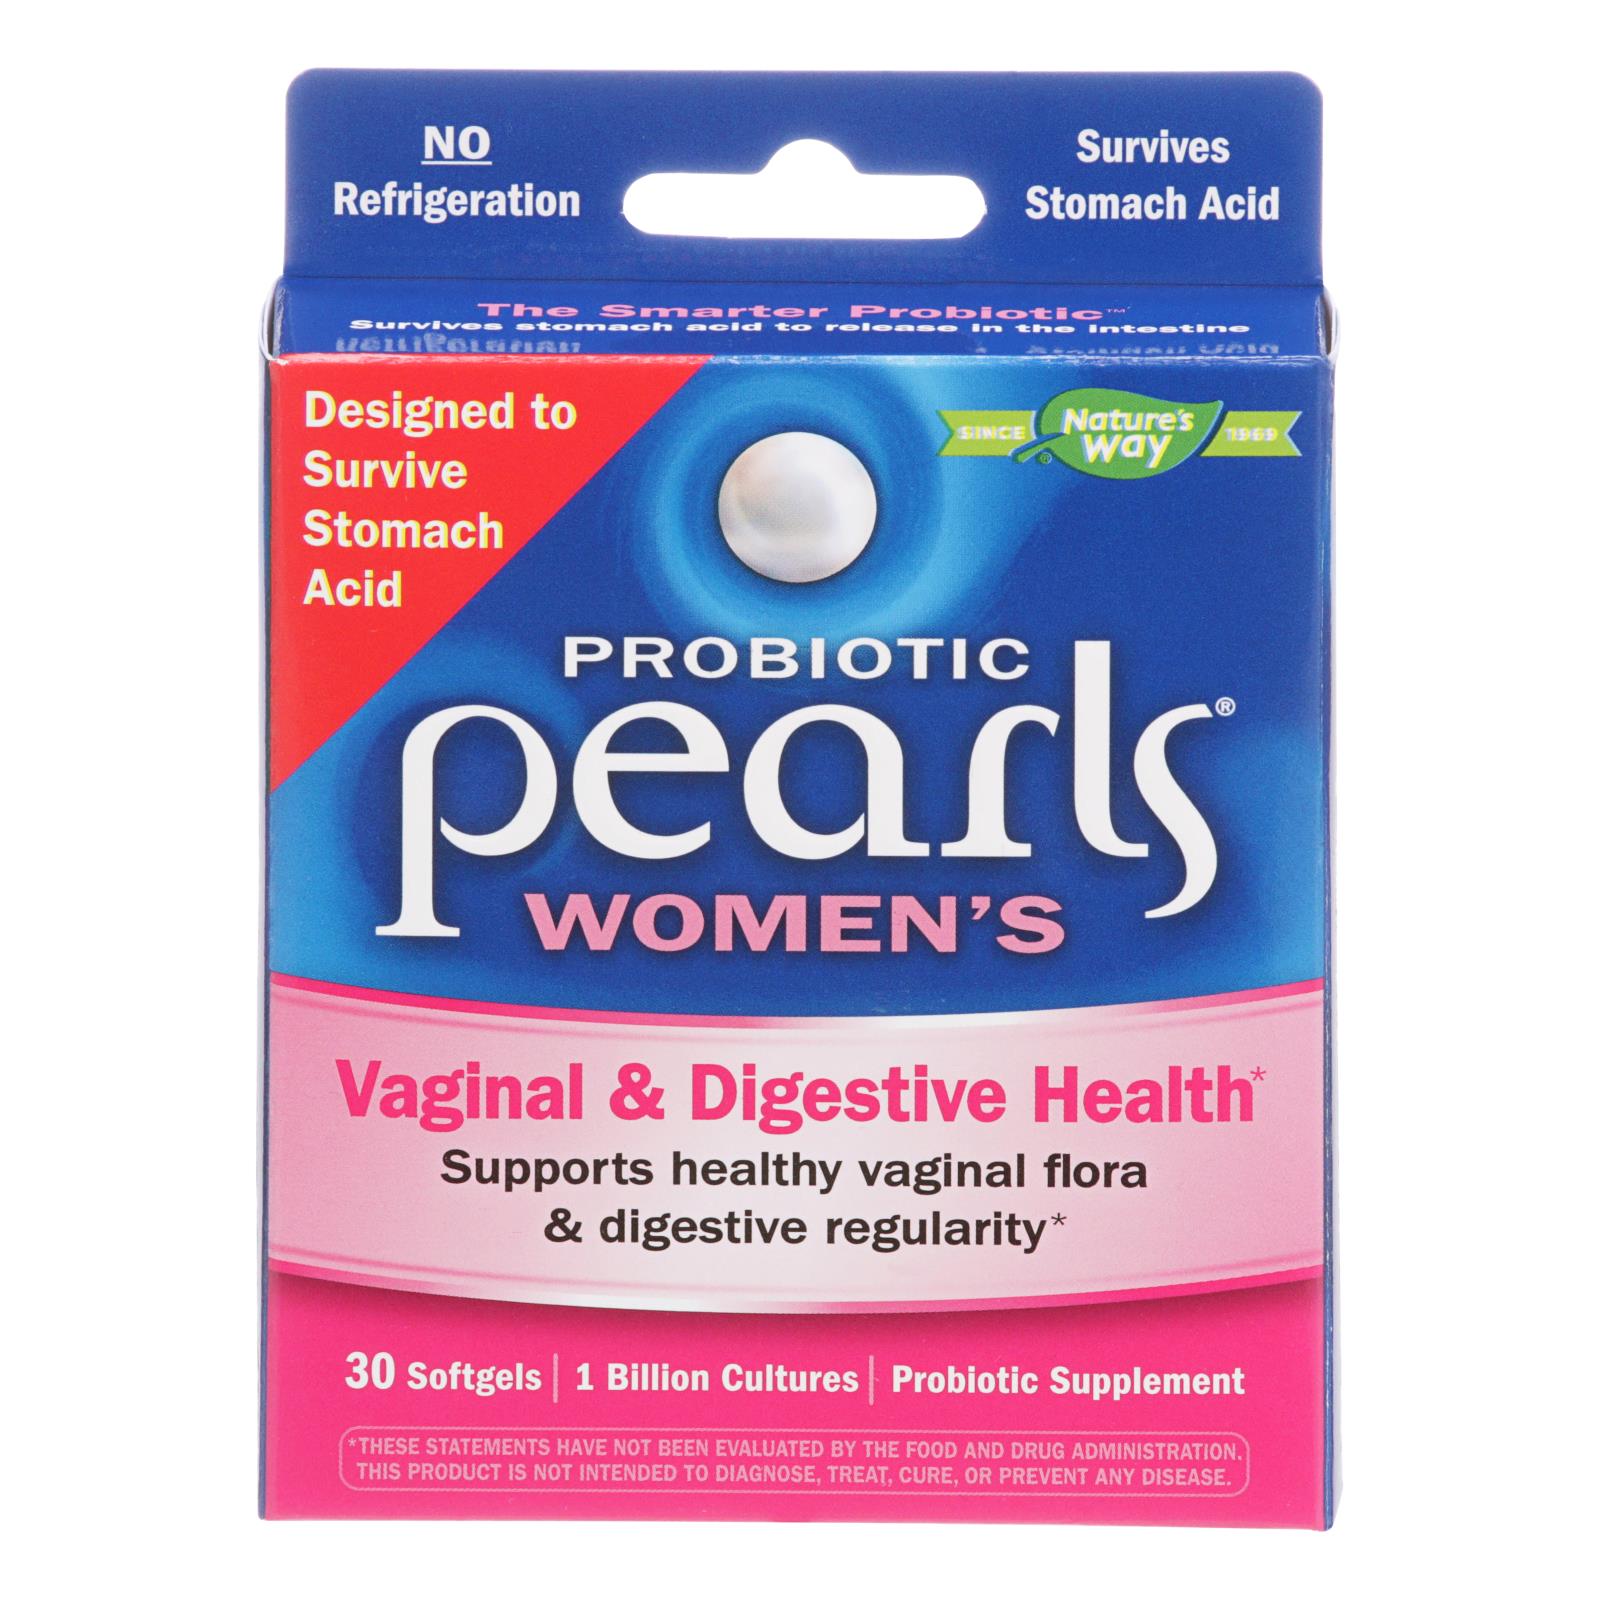 NO
Refrigeration
Survives
Stomach Acid
The Smarter Probiotic™
Survives stomach acid to release in the intestine
Designed to
Survive
Stomach
Acid
SINCE Nature's Way® 1969
PROBIOTIC
pearls®
WOMEN'S
Vaginal & Digestive Health*
Supports healthy vaginal flora
& digestive regularity*
30 Softgels | 1 Billion Cultures | Probiotic Supplement
*THESE STATEMENTS HAVE NOT BEEN EVALUATED BY THE FOOD AND DRUG ADMINISTRATION.
THIS PRODUCT IS NOT INTENDED TO DIAGNOSE, TREAT, CURE, OR PREVENT ANY DISEASE.